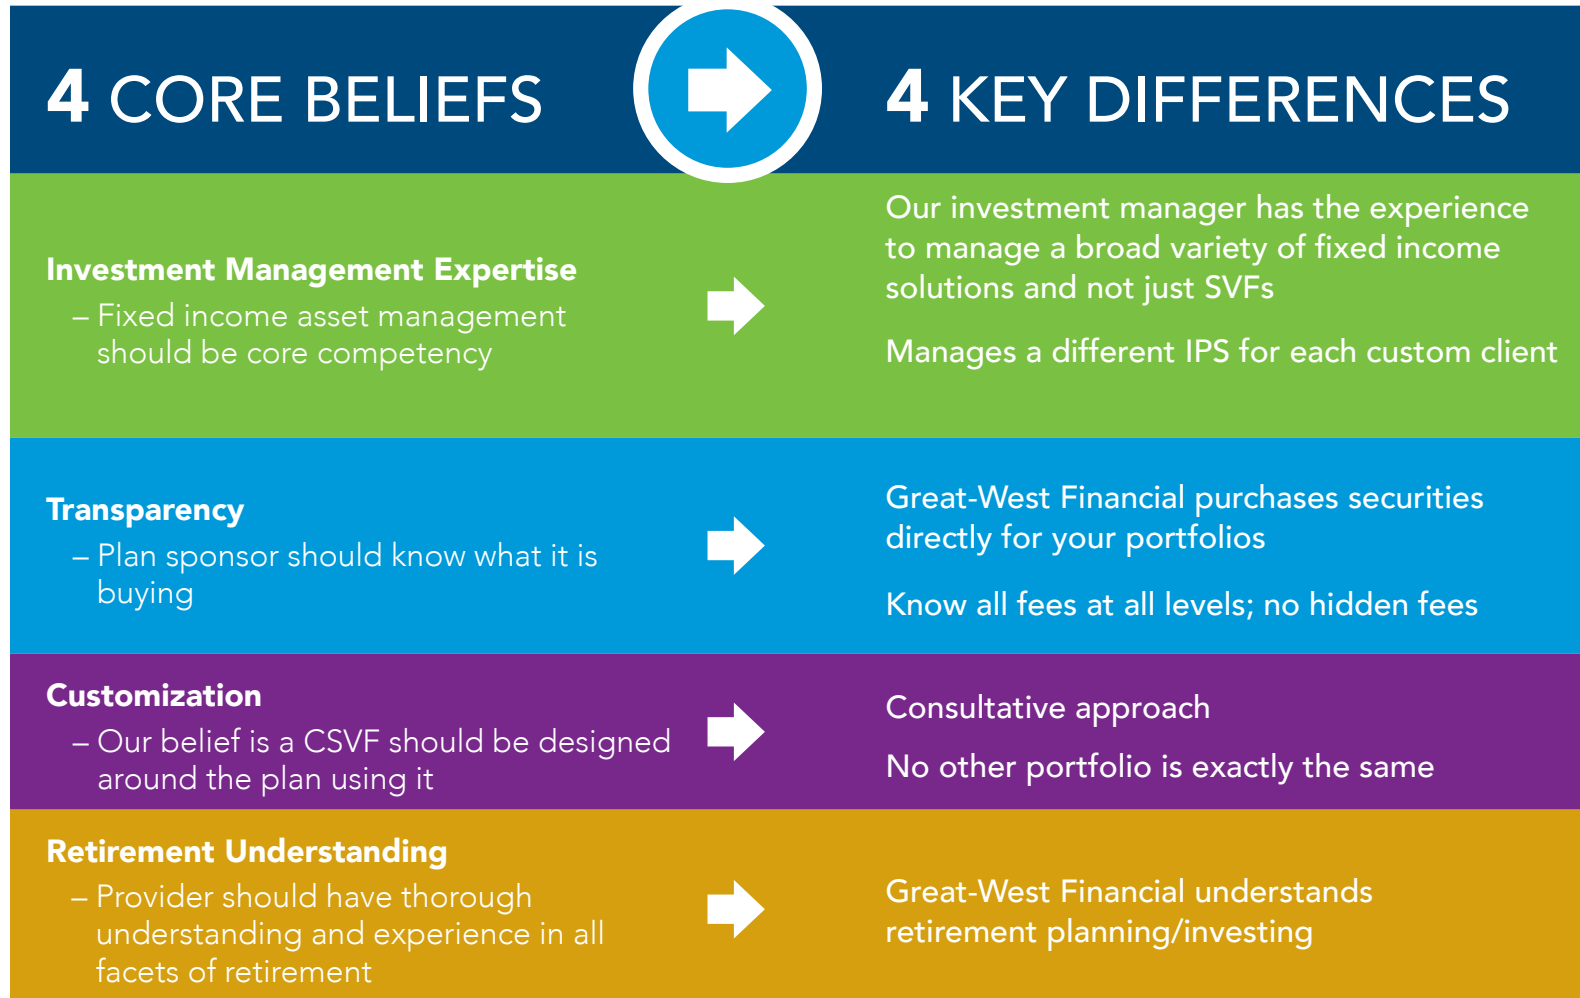 4 CORE BELIEFS
4 KEY DIFFERENCES
Investment Management Expertise
– Fixed income asset management
should be core competency
Our investment manager has the experience
to manage a broad variety of fixed income
solutions and not just SVFs
Manages a different IPS for each custom client
Transparency
– Plan sponsor should know what it is
buying
Great-West Financial purchases securities
directly for your portfolios
Know all fees at all levels; no hidden fees
Customization
– Our belief is a CSVF should be designed
around the plan using it
Consultative approach
No other portfolio is exactly the same
Retirement Understanding
– Provider should have thorough
understanding and experience in all
facets of retirement
Great-West Financial understands
retirement planning/investing